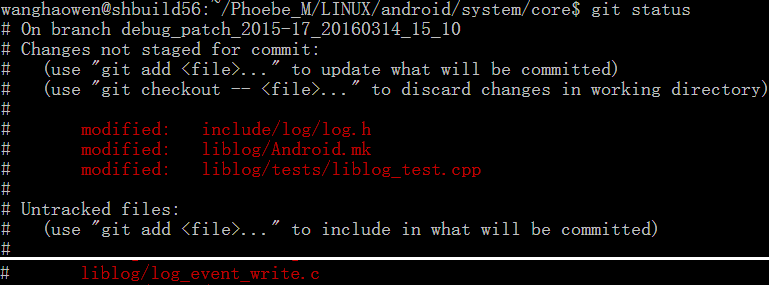 wanghaowen@shbuild56:~/Phoebe_M/LINUX/android/system/core$ git status
# On branch debug_patch_2015-17_20160314_15_10
# Changes not staged for commit:
#   (use "git add <file>..." to update what will be committed)
#   (use "git checkout -- <file>..." to discard changes in working directory)
#
#       modified:   include/log/log.h
#       modified:   liblog/Android.mk
#       modified:   liblog/tests/liblog_test.cpp
#
# Untracked files:
#   (use "git add <file>..." to include in what will be committed)
#
#       liblog/log_event_write.c